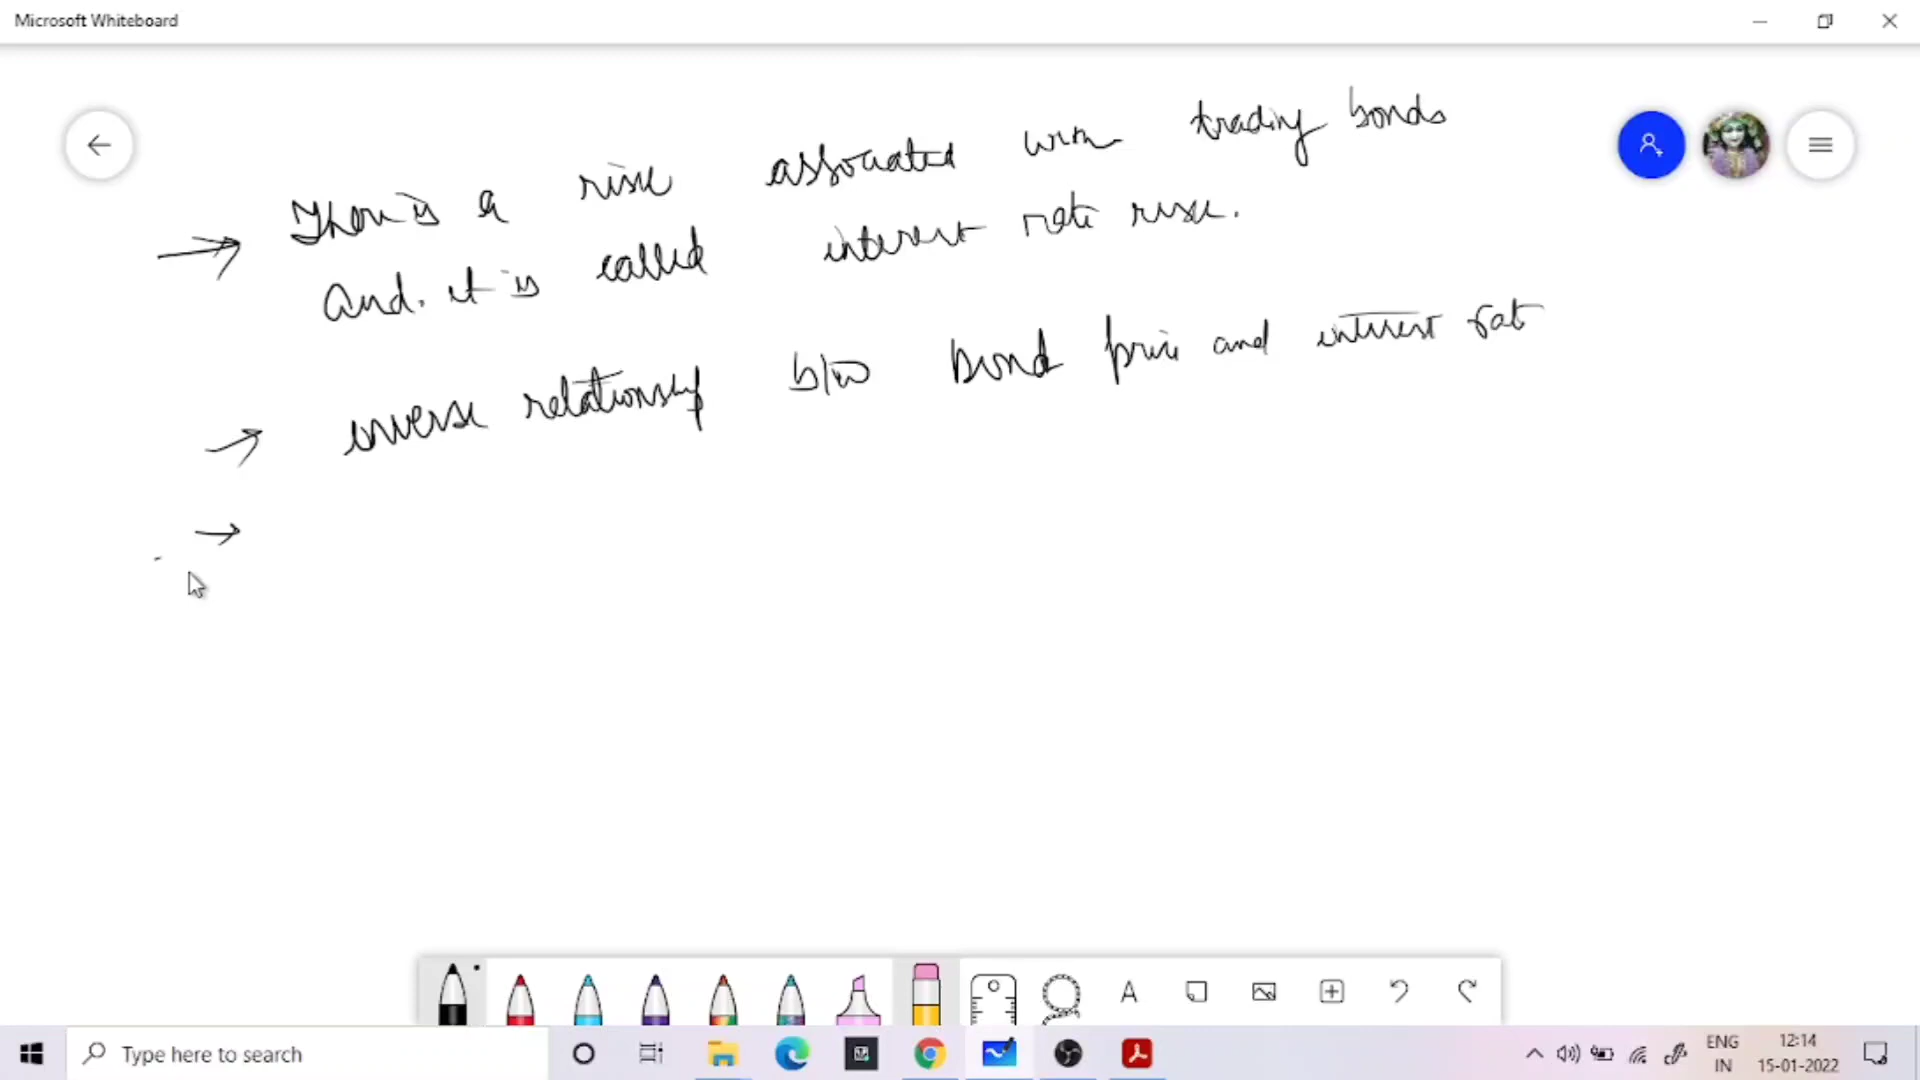 Microsoft Whiteboard
There is a risk associated with trading bonds
And. it is called interest rate risk.
inverse relationship b/w Bond price and interest rat
A
Type here to search
ENG
IN
12:14
15-01-2022